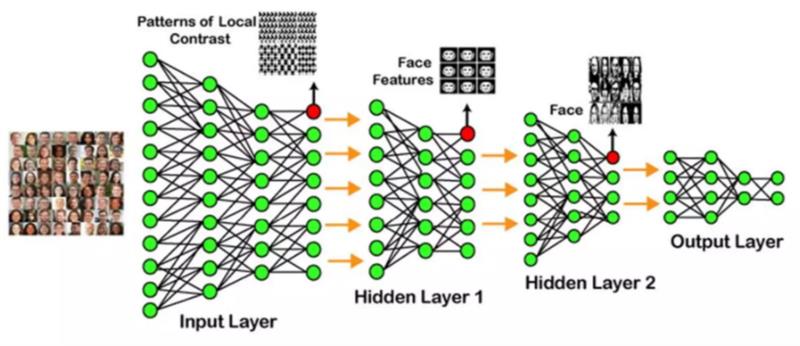 Patterns of Local
Contrast
Face
Features
Face
Input Layer
Hidden Layer 1
Hidden Layer 2
Output Layer